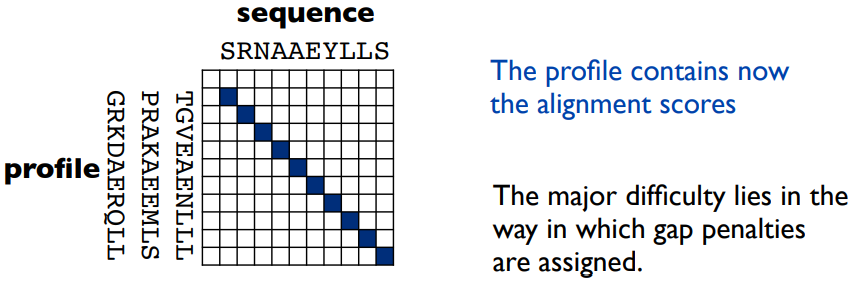 sequence
SRNAAEYLLS
profile
GRKDAERQLL
PRAKAEEMLS
TGVEAENLLL
The profile contains now
the alignment scores
The major difficulty lies in the
way in which gap penalties
are assigned.